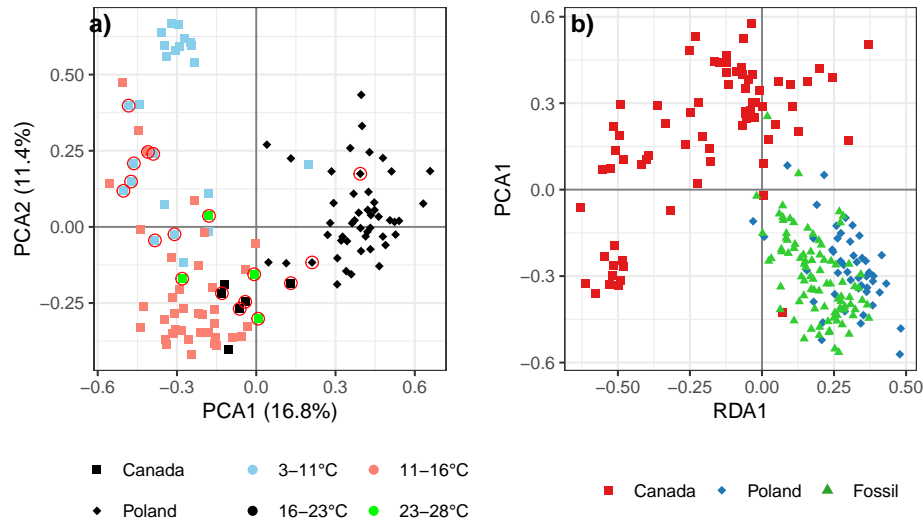 a)
0.50
0.25
0.00
−0.25
−0.6
−0.3
0.0
0.3
0.6
PCA2 (11.4%)
PCA1 (16.8%)
b)
0.6
0.3
0.0
−0.3
−0.6
−0.50
−0.25
0.00
0.25
0.50
PCA1
RDA1
Canada 3−11°C 11−16°C
Poland 16−23°C 23−28°C
Canada Poland Fossil